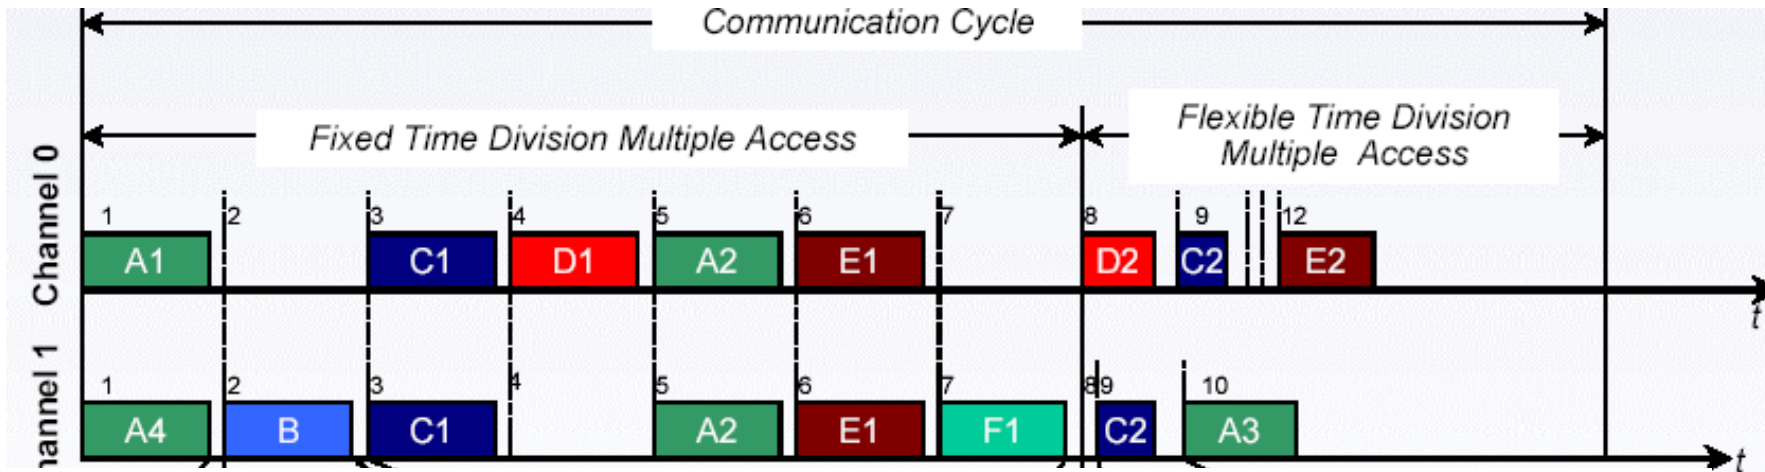 Communication Cycle
Fixed Time Division Multiple Access
Flexible Time Division
Multiple Access
Channel 0
1 2 3 4 5 6 7 8 9 12
A1 C1 D1 A2 E1 D2 C2 E2
t
hannel 1
1 2 3 4 5 6 7 8 9 10
A4 B C1 A2 E1 F1 C2 A3
t